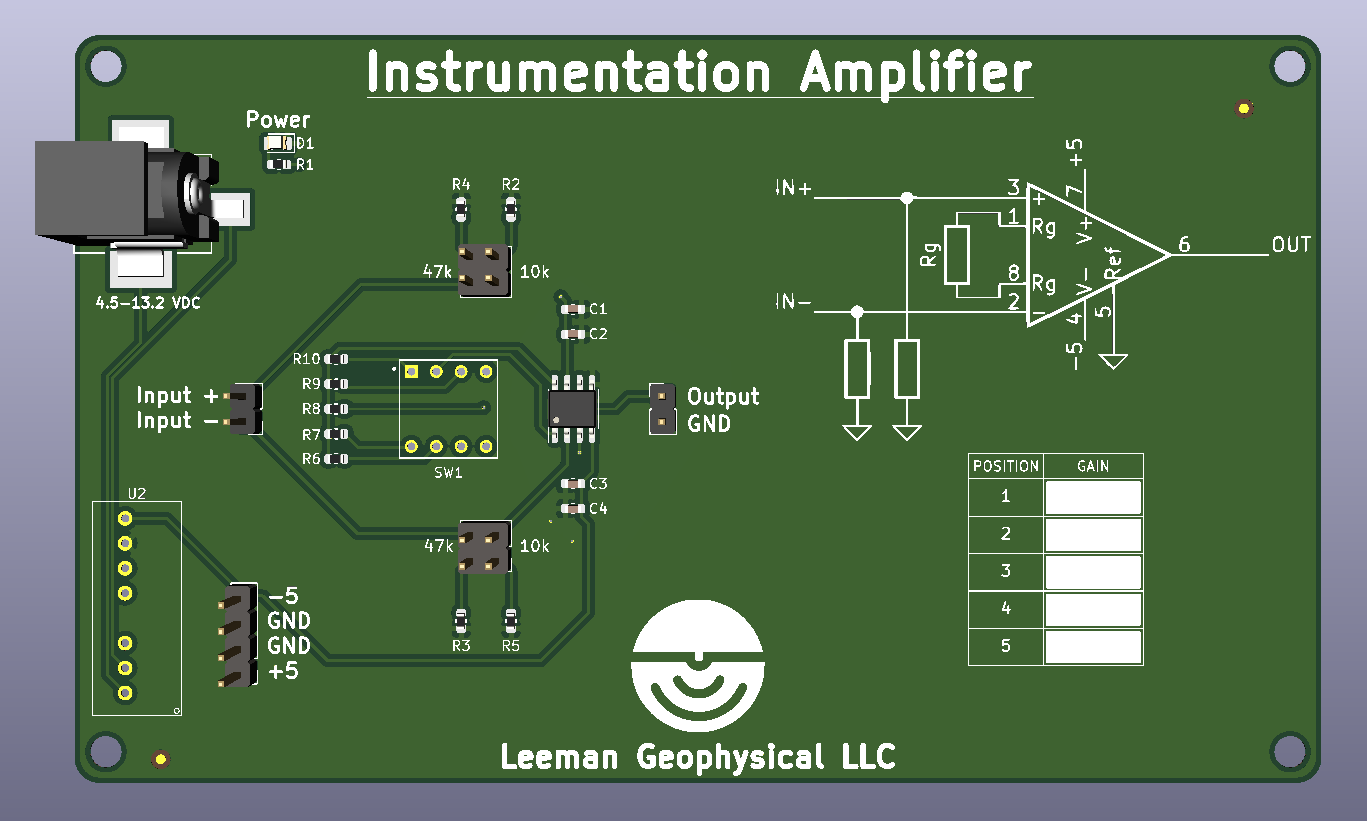 Instrumentation Amplifier
Power
D1
R1
4.5-13.2 VDC
R4 R2
47k 10k
C1
C2
R10
R9
R8
R7
R6
SW1
Input +
Input -
Output
GND
C3
C4
U2
47k 10k
R3 R5
-5
GND
GND
+5
IN+
IN-
Rg
3
+
1
Rg
8
Rg
2
-
+5
7
V+
V-
Ref
4
5
-5
6
OUT
POSITION GAIN
1
2
3
4
5
Leeman Geophysical LLC